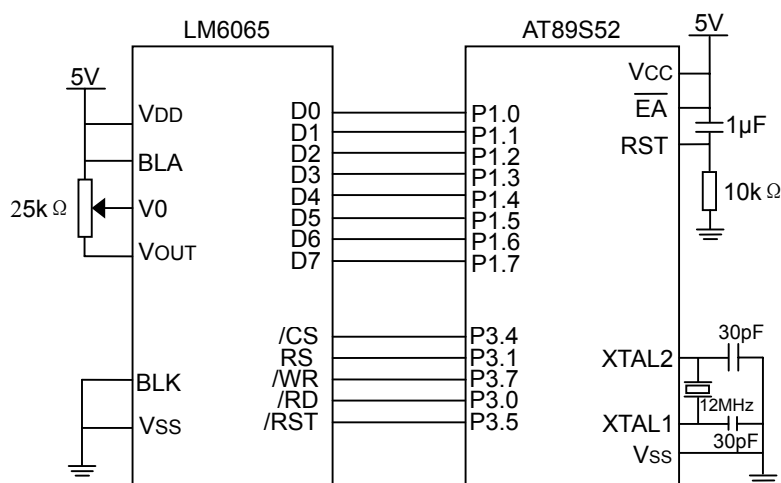 LM6065
AT89S52
5V
5V
VDD
BLA
25k Ω
V0
VOUT
BLK
VSS
D0
D1
D2
D3
D4
D5
D6
D7
/CS
RS
/WR
/RD
/RST
P1.0
P1.1
P1.2
P1.3
P1.4
P1.5
P1.6
P1.7
P3.4
P3.1
P3.7
P3.0
P3.5
VCC
EA
1μF
RST
10k Ω
30pF
XTAL2
12MHz
XTAL1
30pF
VSS